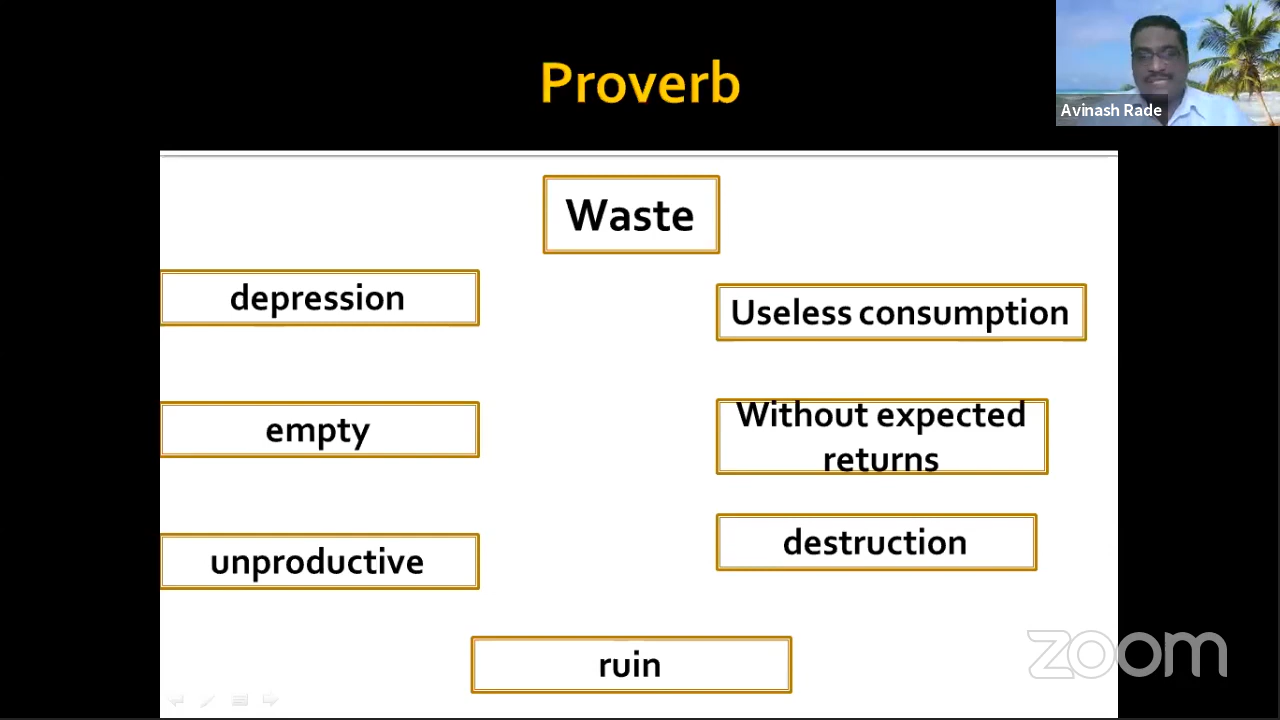 Proverb
Avinash Rade
Waste
depression
Useless consumption
empty
Without expected
returns
unproductive
destruction
ruin
zoom